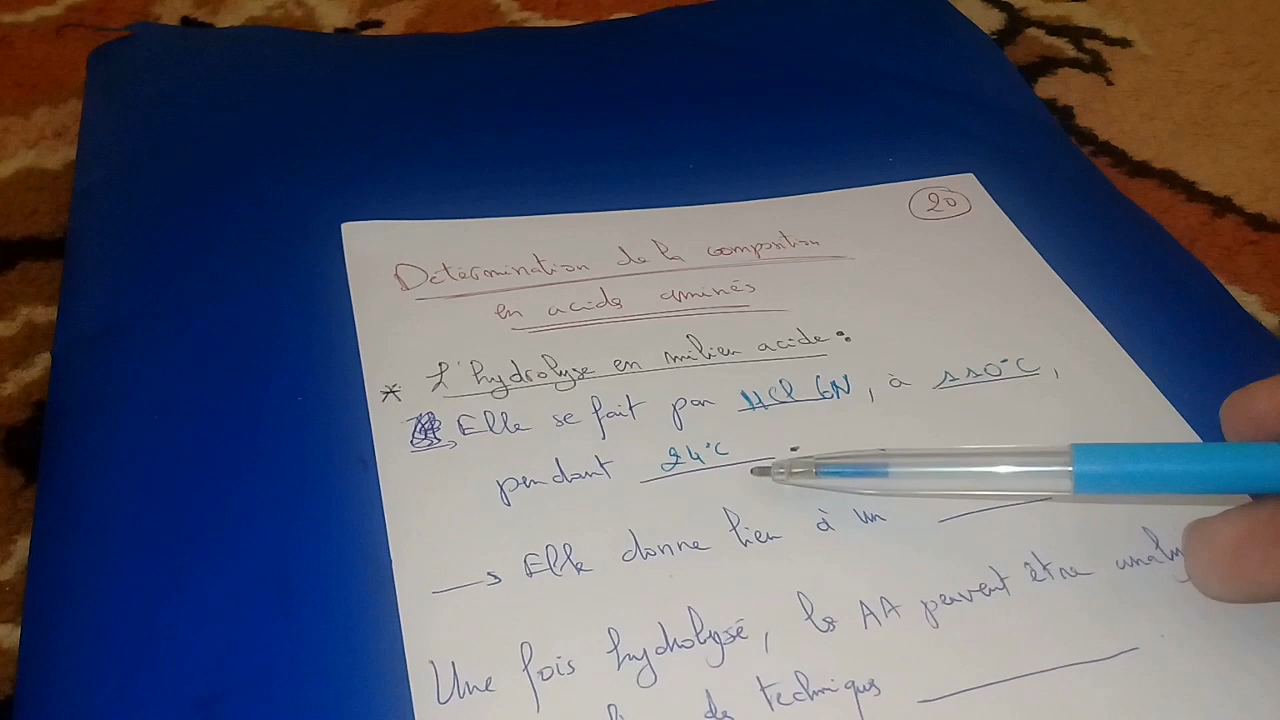 20
Détermination de la composition
en acides aminés
* L'hydrolyse en milieu acide :
Elle se fait par HCl 6N, à 110°C,
pendant 24°C
→ Elle donne lieu à un
Une fois hydrolysé, les AA peuvent être analy
de technique